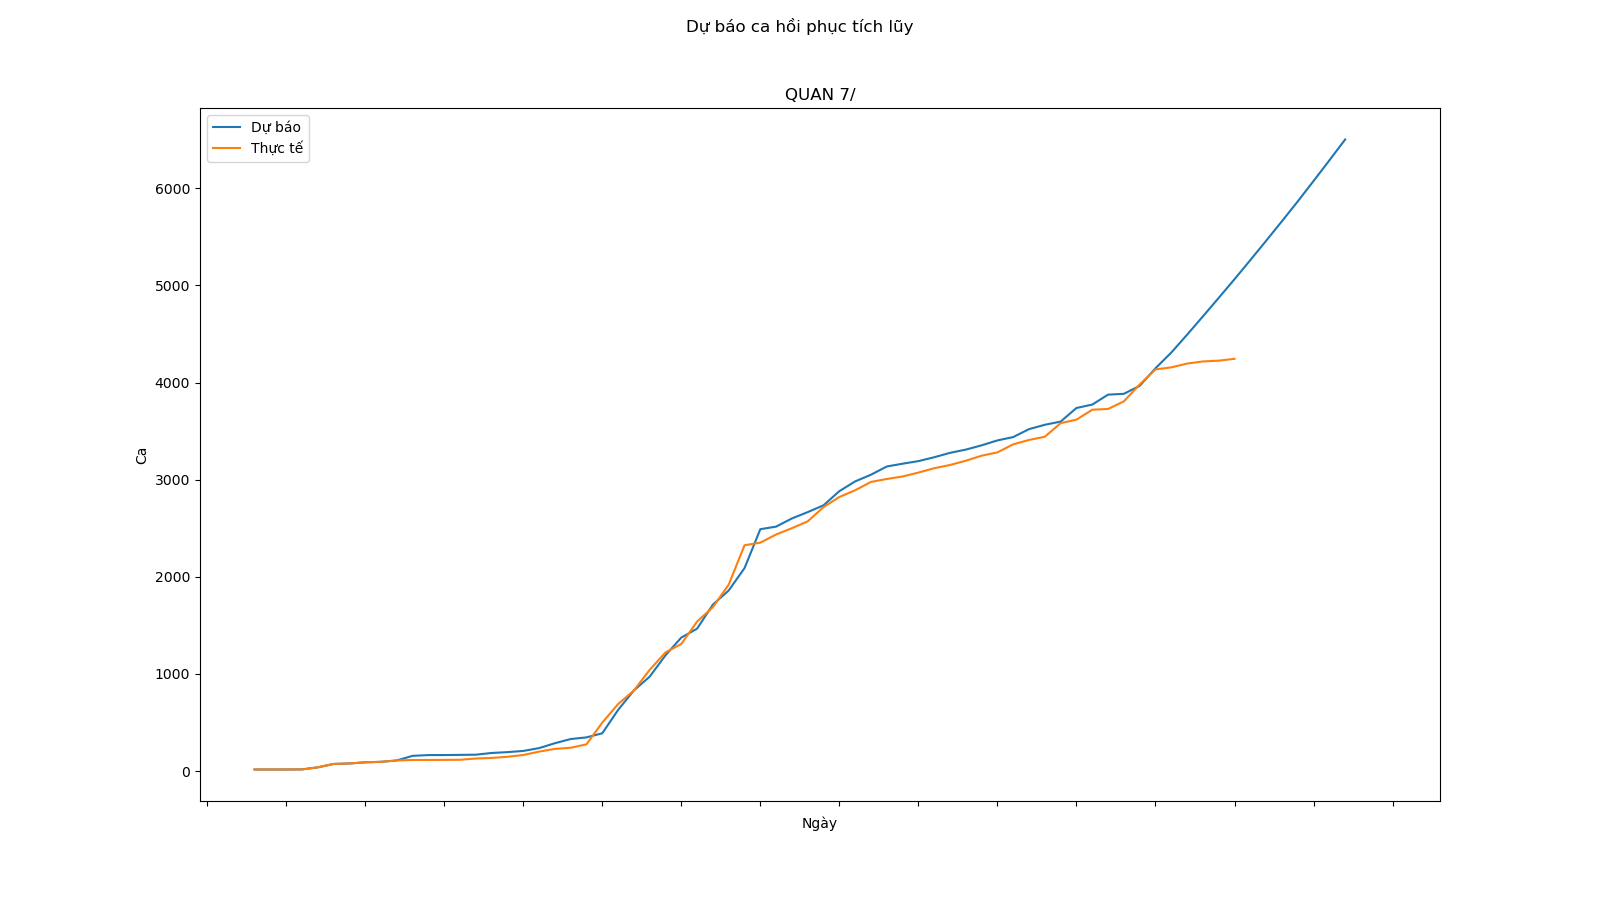 Dự báo ca hồi phục tích lũy
QUAN 7/
Dự báo
Thực tế
6000
5000
4000
3000
2000
1000
0
Ca
Ngày